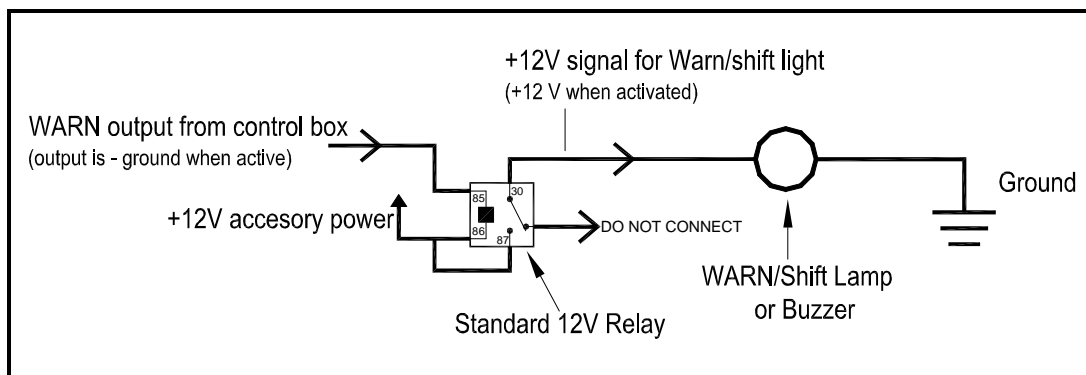 +12V signal for Warn/shift light
(+12 V when activated)
WARN output from control box
(output is - ground when active)
+12V accesory power
85
86
30
87
DO NOT CONNECT
Ground
WARN/Shift Lamp
or Buzzer
Standard 12V Relay